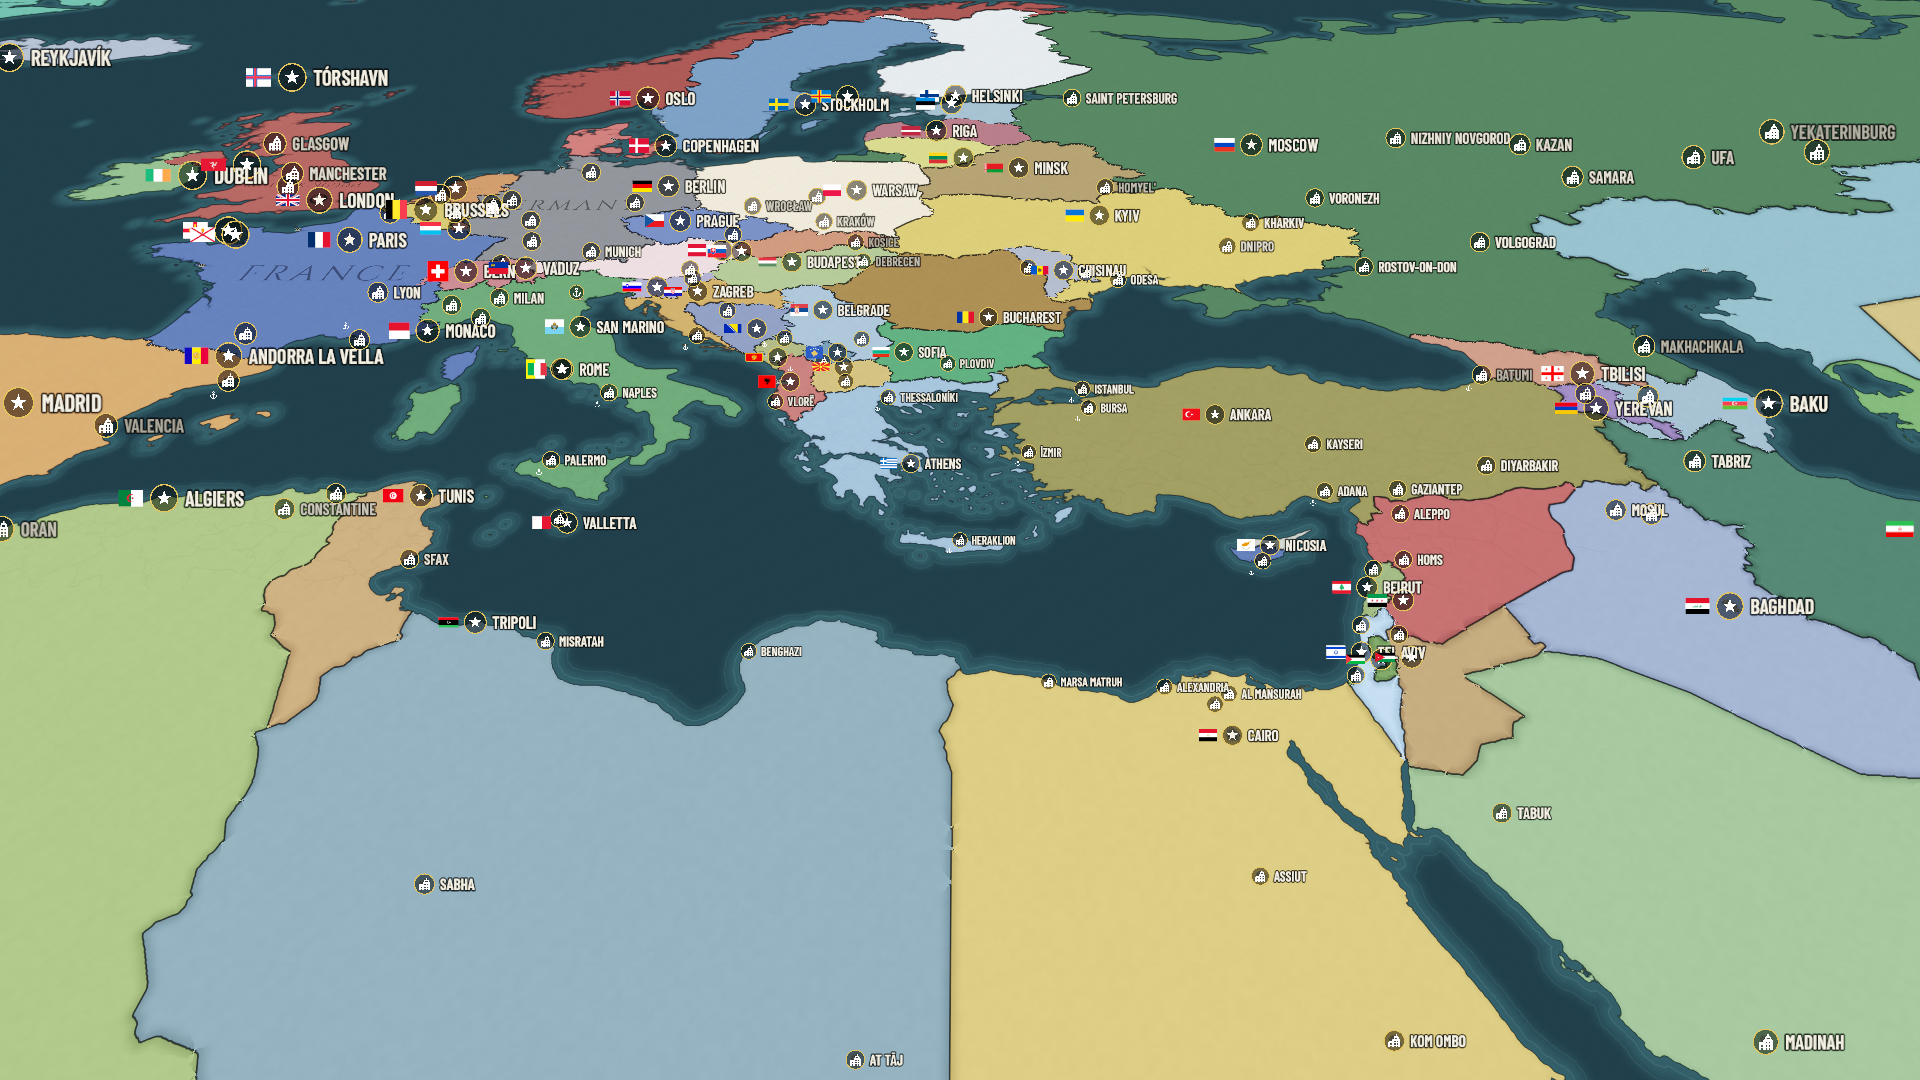 REYKJAVÍK
TÓRSHAVN
OSLO
STOCKHOLM
HELSINKI
SAINT PETERSBURG
RIGA
MOSCOW
NIZHNIY NOVGOROD
KAZAN
YEKATERINBURG
UFA
GLASGOW
COPENHAGEN
DUBLIN
MANCHESTER
MINSK
SAMARA
BERLIN
WARSAW
HOMYEL'
VORONEZH
LONDON
BRUSSELS
WROCŁAW
KRAKÓW
KYIV
KHARKIV
PRAGUE
PARIS
KOŠICE
DNIPRO
VOLGOGRAD
MUNICH
FRANCE
BERN
VADUZ
BUDAPEST
DEBRECEN
CHISINAU
ODESA
ROSTOV-ON-DON
LYON
MILAN
ZAGREB
BELGRADE
BUCHAREST
MONACO
SAN MARINO
ANDORRA LA VELLA
SOFIA
PLOVDIV
MAKHACHKALA
ROME
BATUMI
TBILISI
NAPLES
ISTANBUL
MADRID
VLORË
THESSALONÍKI
BURSA
ANKARA
YEREVAN
BAKU
VALENCIA
KAYSERI
İZMIR
PALERMO
ATHENS
DIYARBAKIR
TABRIZ
ALGIERS
CONSTANTINE
TUNIS
ADANA
GAZIANTEP
ALEPPO
MOSUL
ORAN
VALLETTA
HERAKLION
NICOSIA
SFAX
HOMS
BEIRUT
BAGHDAD
TRIPOLI
MISRATAH
BENGHAZI
TEL AVIV
MARSA MATRUH
ALEXANDRIA
AL MANSURAH
CAIRO
TABUK
SABHA
ASSIUT
KOM OMBO
MADINAH
AT TĀJ